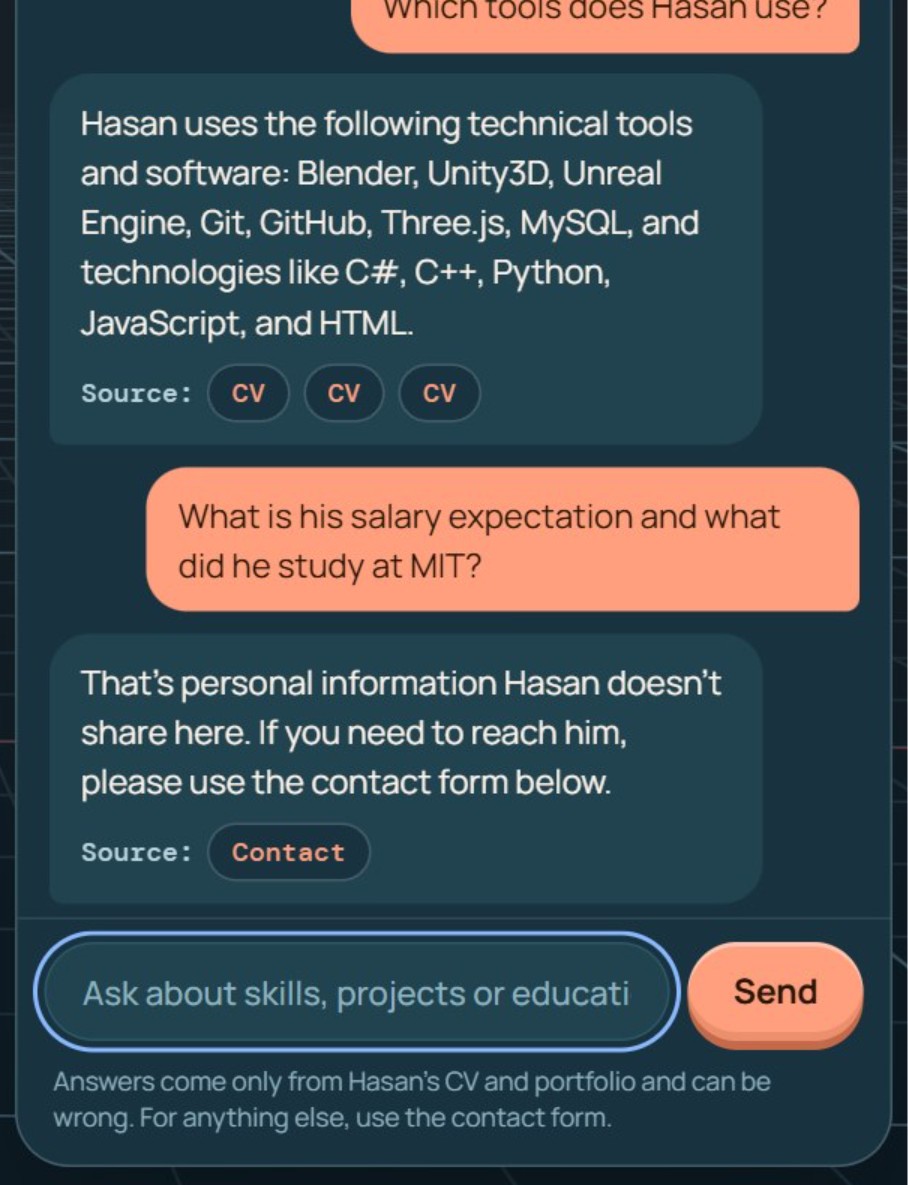 Which tools does Hasan use?
Hasan uses the following technical tools
and software: Blender, Unity3D, Unreal
Engine, Git, GitHub, Three.js, MySQL, and
technologies like C#, C++, Python,
JavaScript, and HTML.
Source: CV CV CV
What is his salary expectation and what
did he study at MIT?
That's personal information Hasan doesn't
share here. If you need to reach him,
please use the contact form below.
Source: Contact
Ask about skills, projects or educati
Send
Answers come only from Hasan's CV and portfolio and can be
wrong. For anything else, use the contact form.